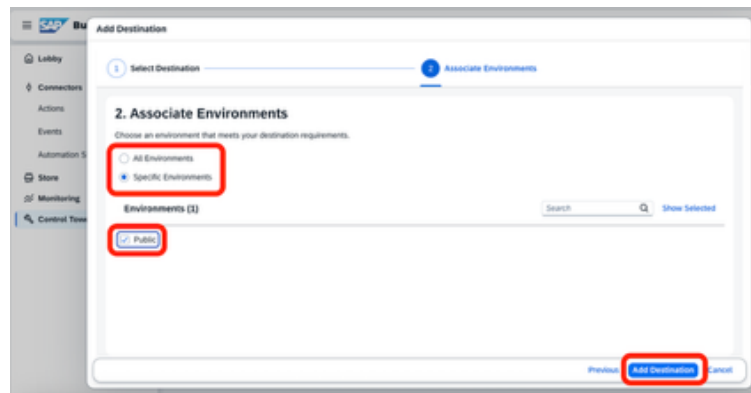 SAP Bu
Add Destination
Lobby
1 Select Destination
2 Associate Environments
Connectors
Actions
2. Associate Environments
Events
Choose an environment that meets your destination requirements.
Automation S
All Environments
Store
Specific Environments
Monitoring
Environments (1)
Search
Show Selected
Control Towe
Public
Previous
Add Destination
Cancel